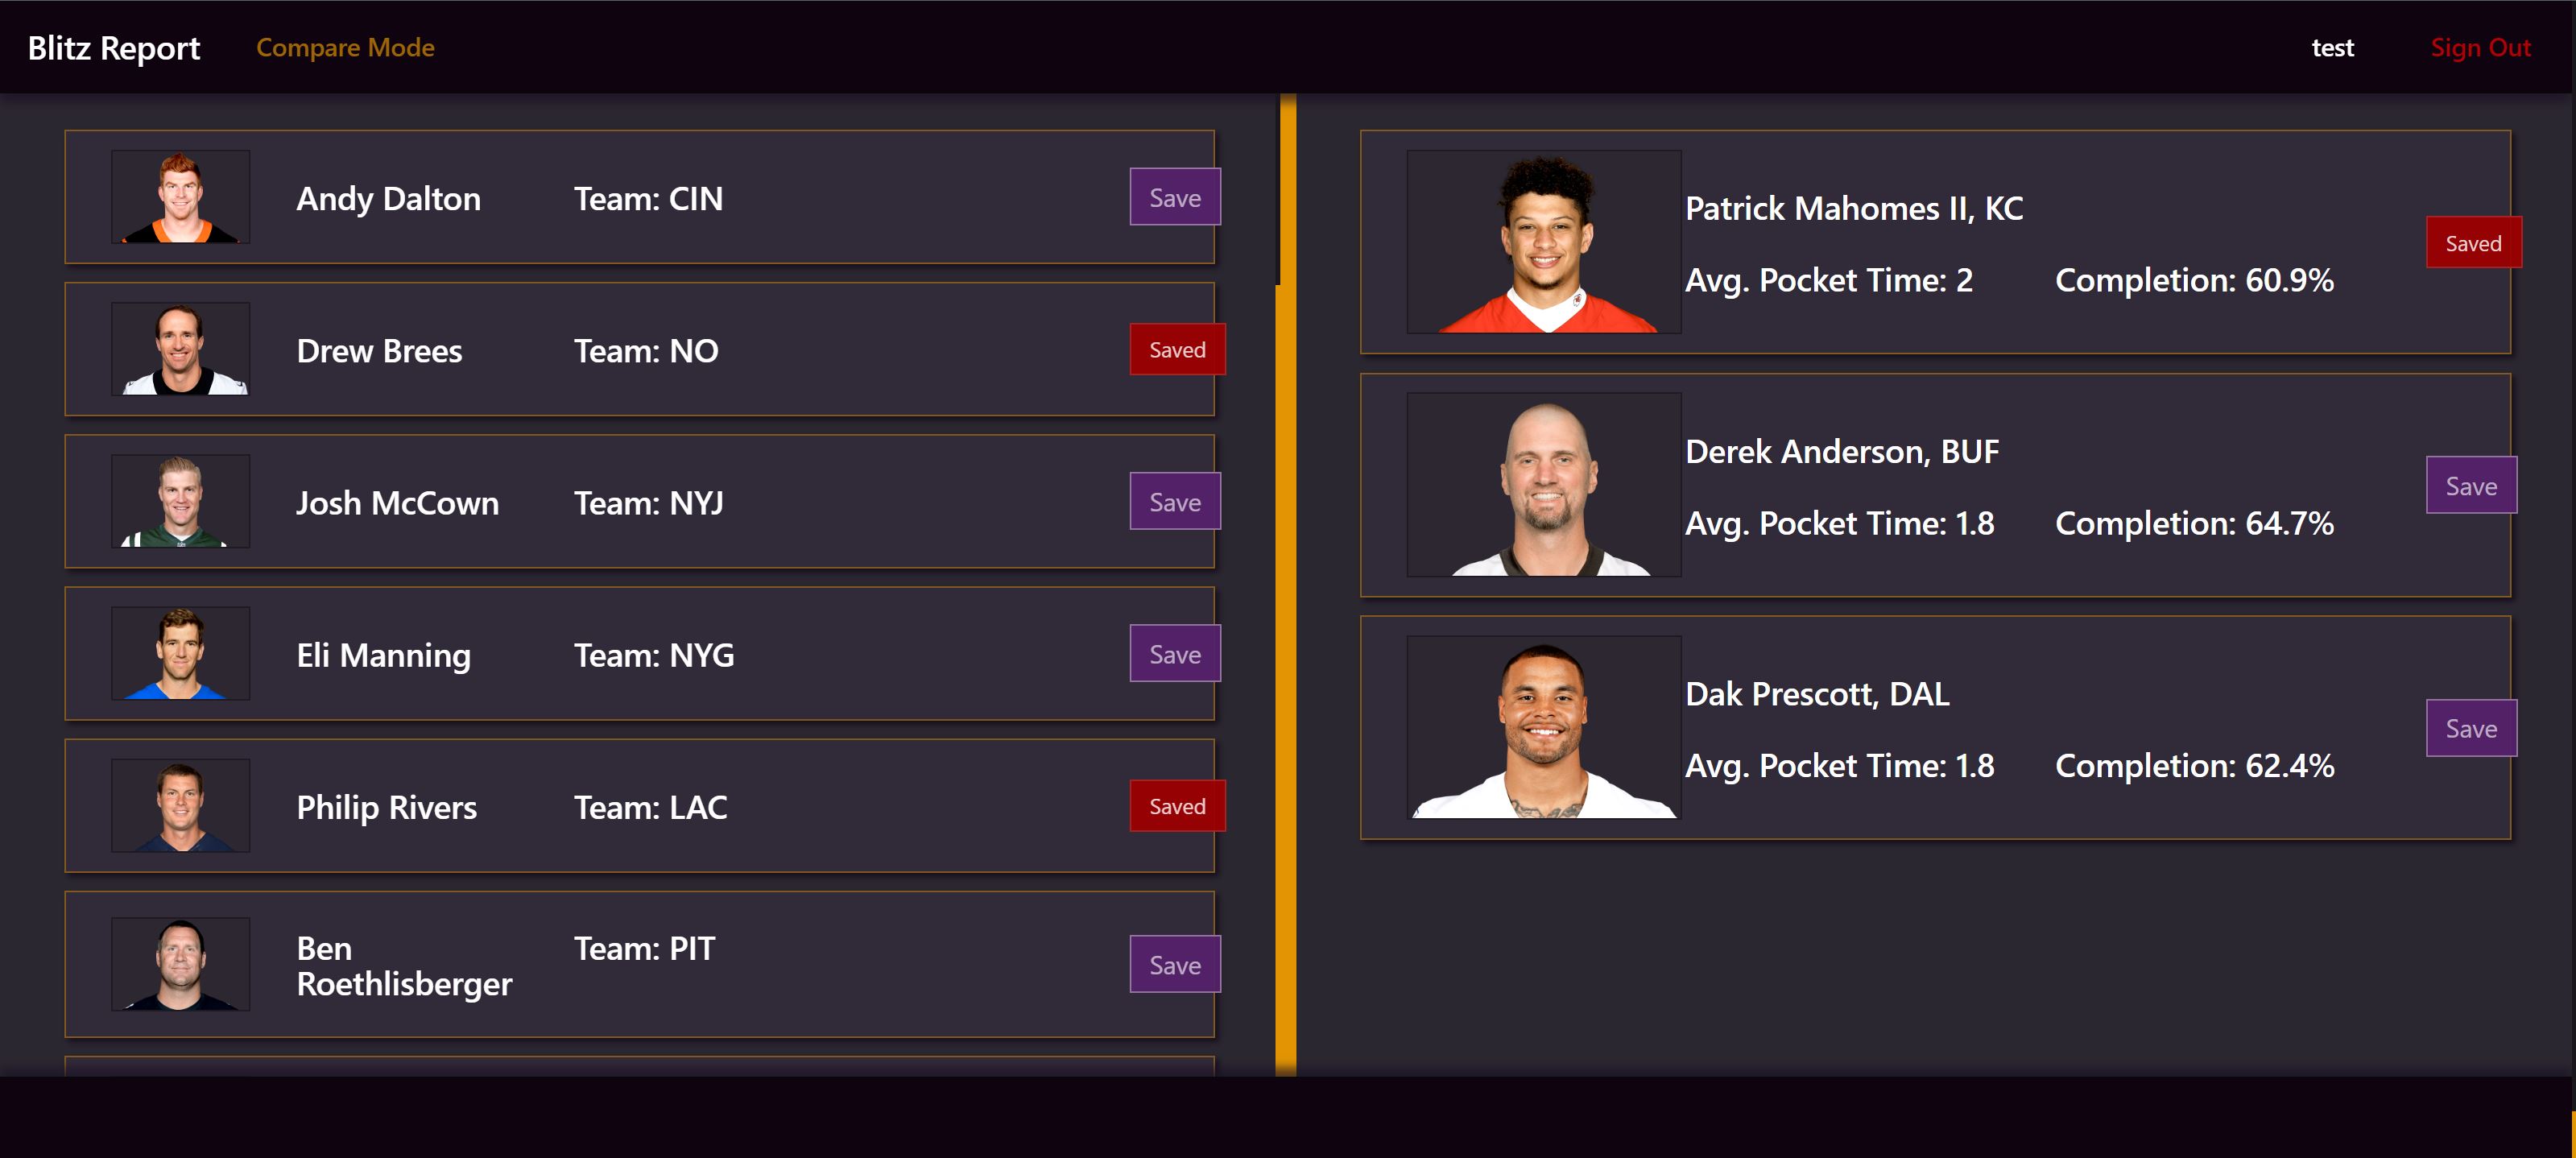 Blitz Report
Compare Mode
test
Sign Out
Andy Dalton
Team: CIN
Save
Drew Brees
Team: NO
Saved
Josh McCown
Team: NYJ
Save
Eli Manning
Team: NYG
Save
Philip Rivers
Team: LAC
Saved
Ben
Roethlisberger
Team: PIT
Save
Patrick Mahomes II, KC
Avg. Pocket Time: 2
Completion: 60.9%
Saved
Derek Anderson, BUF
Avg. Pocket Time: 1.8
Completion: 64.7%
Save
Dak Prescott, DAL
Avg. Pocket Time: 1.8
Completion: 62.4%
Save